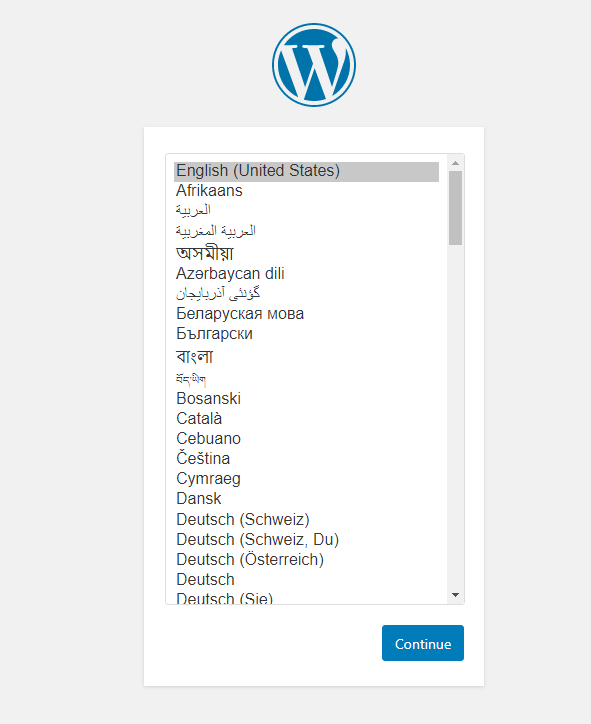 English (United States)
Afrikaans
العربية
العربية المغربية
অসমীয়া
Azərbaycan dili
گؤنئی آذربایجان
Беларуская мова
Български
বাংলা
བོད་ཡིག
Bosanski
Català
Cebuano
Čeština
Cymraeg
Dansk
Deutsch (Schweiz)
Deutsch (Schweiz, Du)
Deutsch (Österreich)
Deutsch
Deutsch (Sie)
Continue